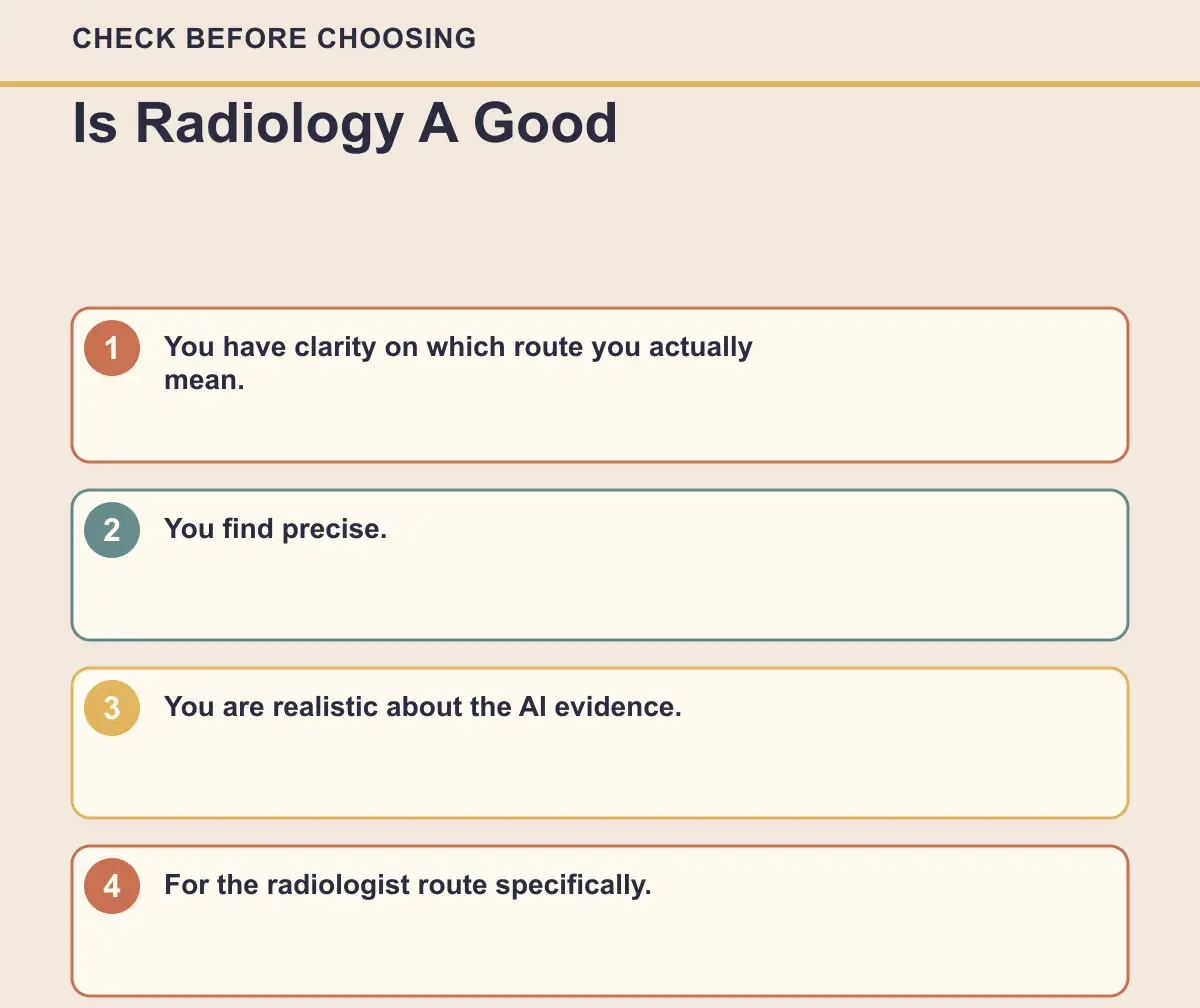 CHECK BEFORE CHOOSING
Is Radiology A Good
1
You have clarity on which route you actually
mean.
2
You find precise.
3
You are realistic about the AI evidence.
4
For the radiologist route specifically.